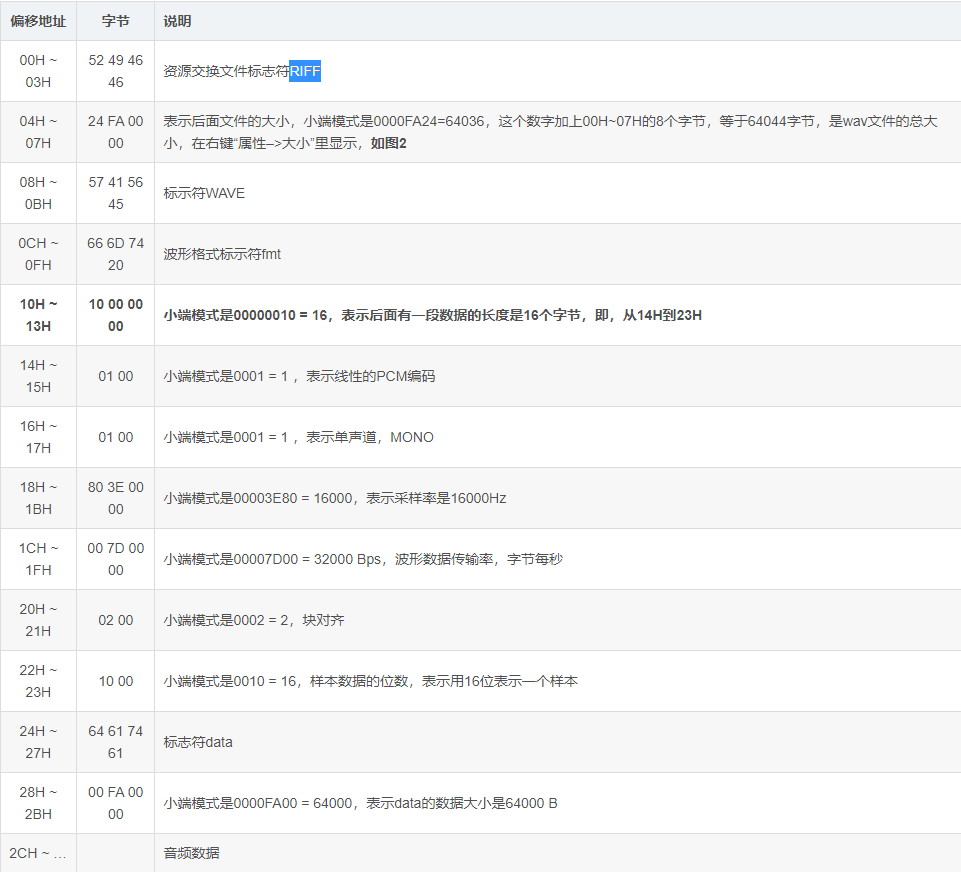 偏移地址 字节 说明
00H ~ 03H 52 49 46 46 资源交换文件标志符RIFF
04H ~ 07H 24 FA 00 00 表示后面文件的大小，小端模式是0000FA24=64036，这个数字加上00H~07H的8个字节，等于64044字节，是wav文件的总大
小，在右键“属性–>大小”里显示，如图2
08H ~ 0BH 57 41 56 45 标示符WAVE
0CH ~ 0FH 66 6D 74 20 波形格式标示符fmt
10H ~ 13H 10 00 00 00 小端模式是00000010 = 16，表示后面有一段数据的长度是16个字节，即，从14H到23H
14H ~ 15H 01 00 小端模式是0001 = 1 ，表示线性的PCM编码
16H ~ 17H 01 00 小端模式是0001 = 1 ，表示单声道，MONO
18H ~ 1BH 80 3E 00 00 小端模式是00003E80 = 16000，表示采样率是16000Hz
1CH ~ 1FH 00 7D 00 00 小端模式是00007D00 = 32000 Bps，波形数据传输率，字节每秒
20H ~ 21H 02 00 小端模式是0002 = 2，块对齐
22H ~ 23H 10 00 小端模式是0010 = 16，样本数据的位数，表示用16位表示一个样本
24H ~ 27H 64 61 74 61 标志符data
28H ~ 2BH 00 FA 00 00 小端模式是0000FA00 = 64000，表示data的数据大小是64000 B
2CH ~ … 音频数据